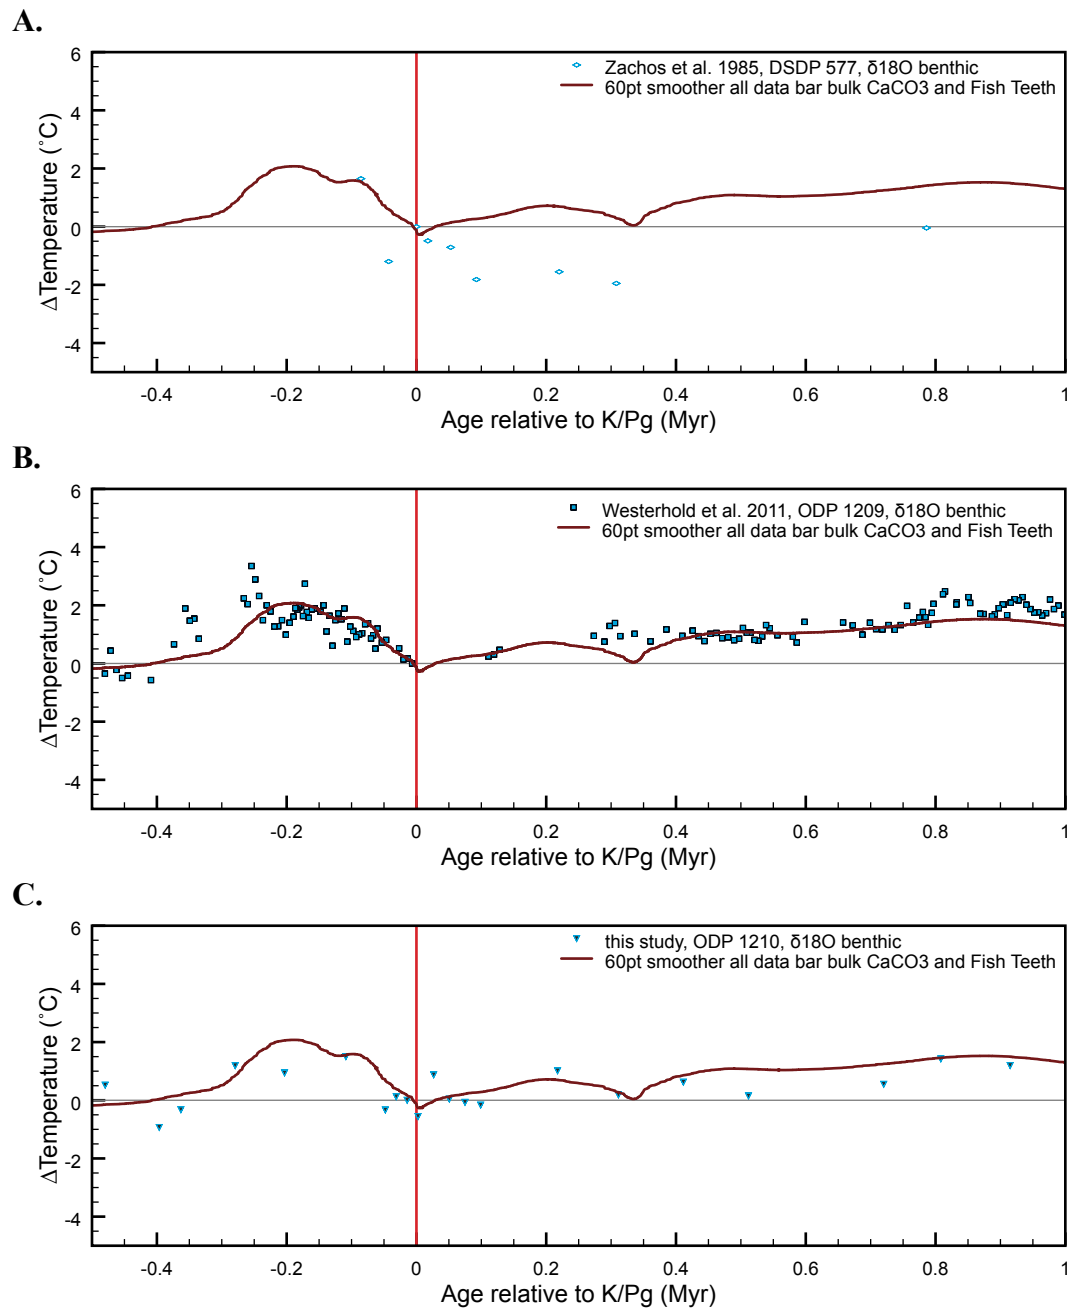 A.
6
4
2
0
-2
-4
ΔTemperature (˚C)
Zachos et al. 1985, DSDP 577, δ18O benthic
60pt smoother all data bar bulk CaCO3 and Fish Teeth
-0.4 -0.2 0 0.2 0.4 0.6 0.8 1
Age relative to K/Pg (Myr)
B.
6
4
2
0
-2
-4
ΔTemperature (˚C)
Westerhold et al. 2011, ODP 1209, δ18O benthic
60pt smoother all data bar bulk CaCO3 and Fish Teeth
-0.4 -0.2 0 0.2 0.4 0.6 0.8 1
Age relative to K/Pg (Myr)
C.
6
4
2
0
-2
-4
ΔTemperature (˚C)
this study, ODP 1210, δ18O benthic
60pt smoother all data bar bulk CaCO3 and Fish Teeth
-0.4 -0.2 0 0.2 0.4 0.6 0.8 1
Age relative to K/Pg (Myr)